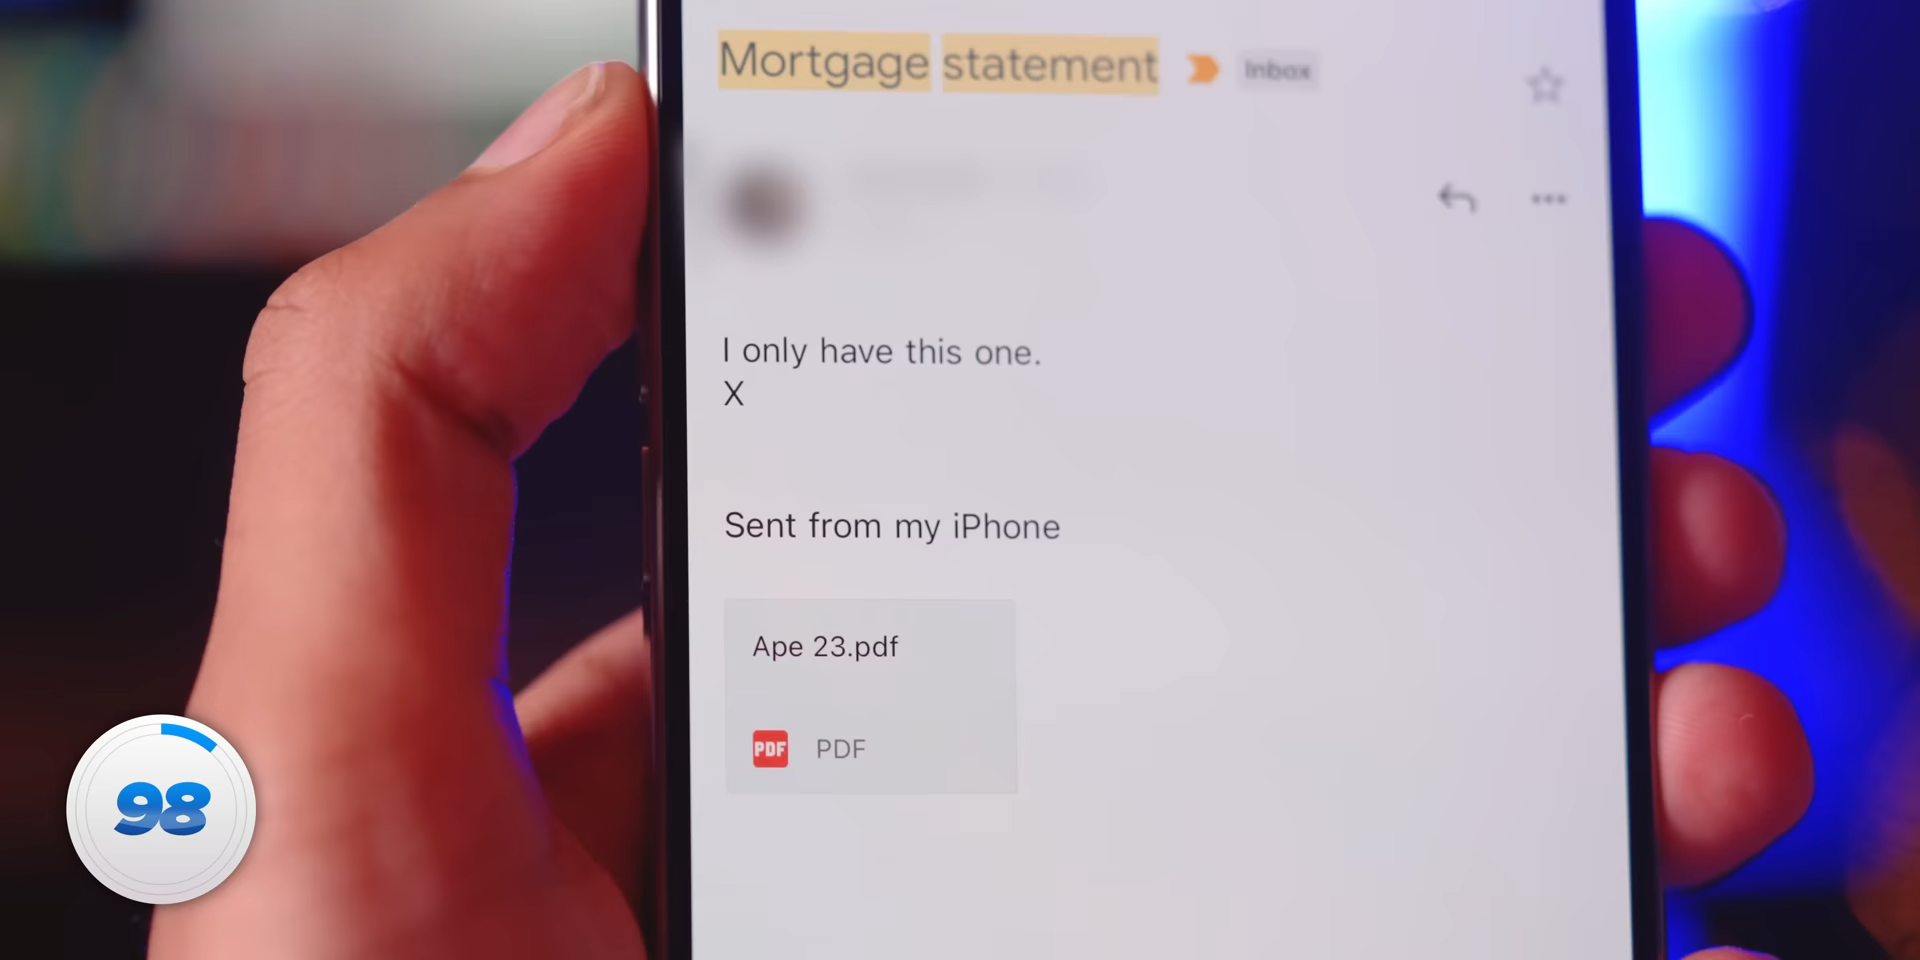 Mortgage statement Inbox
I only have this one.
X
Sent from my iPhone
Ape 23.pdf
PDF PDF
98